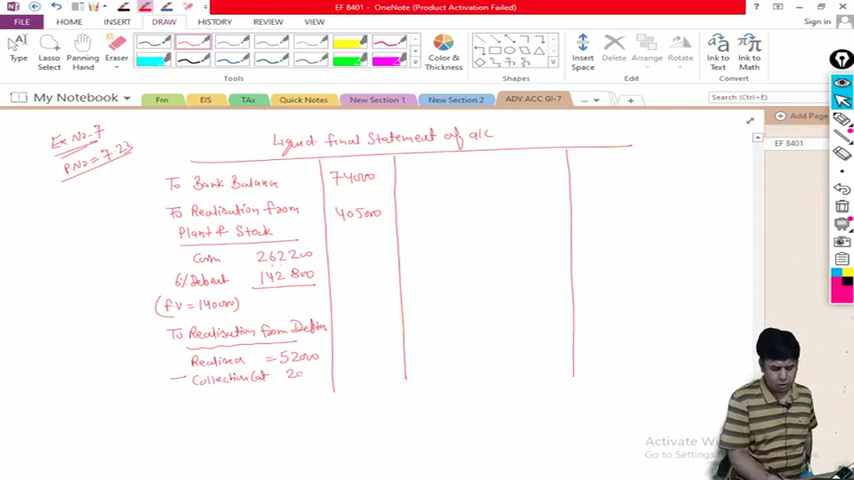 EF 8401 - OneNote (Product Activation Failed)
FILE HOME INSERT DRAW HISTORY REVIEW VIEW
Sign in
Type
Lasso Select
Panning Hand
Eraser
Color & Thickness
Insert Space
Delete
Arrange
Rotate
Ink to Text
Ink to Math
Tools
Shapes
Edit
Convert
My Notebook
Fm
EIS
TAx
Quick Notes
New Section 1
New Section 2
ADV ACC GI-7
Search (Ctrl+E)
Add Page
EF 8401
Ex No-7
P.No = 7.23
Liquid. final Statement of a/c
To Bank Balance 74000
To Realisation from 405000
Plant & Stock
Cash 262200
6% Debent 142800
(f.V = 140000)
To Realisation from Debtor
Realised = 52000
- Collection Cost 20
Activate
Go to Settings